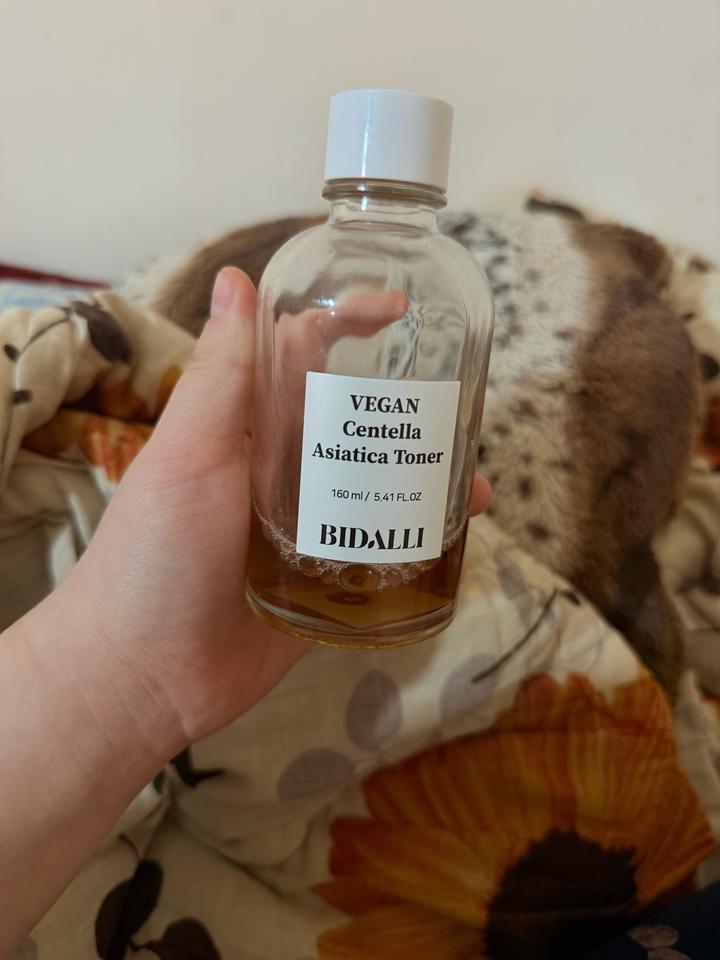 VEGAN
Centella
Asiatica Toner
160 ml / 5.41 FL.OZ
BIDALLI